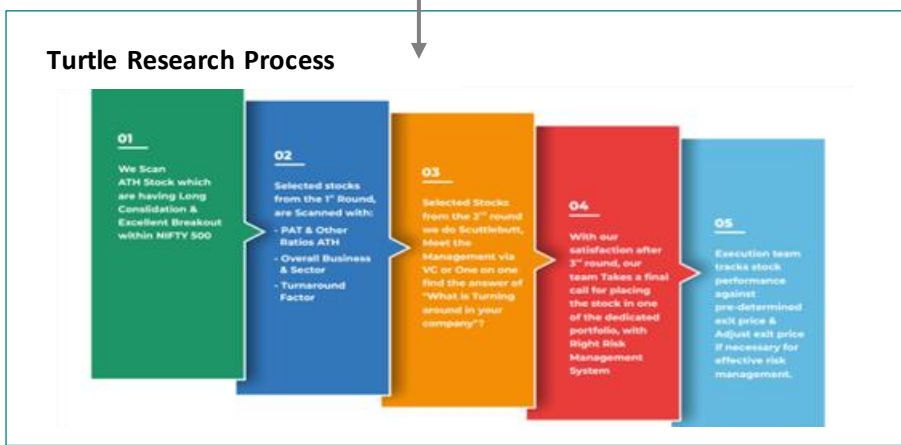 Turtle Research Process
01
We Scan
ATH Stock which
are having Long
Conslidation &
Excellent Breakout
within NIFTY 500
02
Selected stocks
from the 1st Round,
are Scanned with:
- PAT & Other
Ratios ATH
- Overall Business
& Sector
- Turnaround
Factor
03
Selected Stocks
from the 2nd round
we do Scuttlebutt,
Meet the
Management via
VC or One on one
find the answer of
"What is Turning
around in your
company"?
04
With our
satisfaction after
3rd round, our
team Takes a final
call for placing
the stock in one
of the dedicated
portfolio, with
Right Risk
Management
System
05
Execution team
tracks stock
performance
against
pre-determined
exit price &
Adjust exit price
If necessary for
effective risk
management.